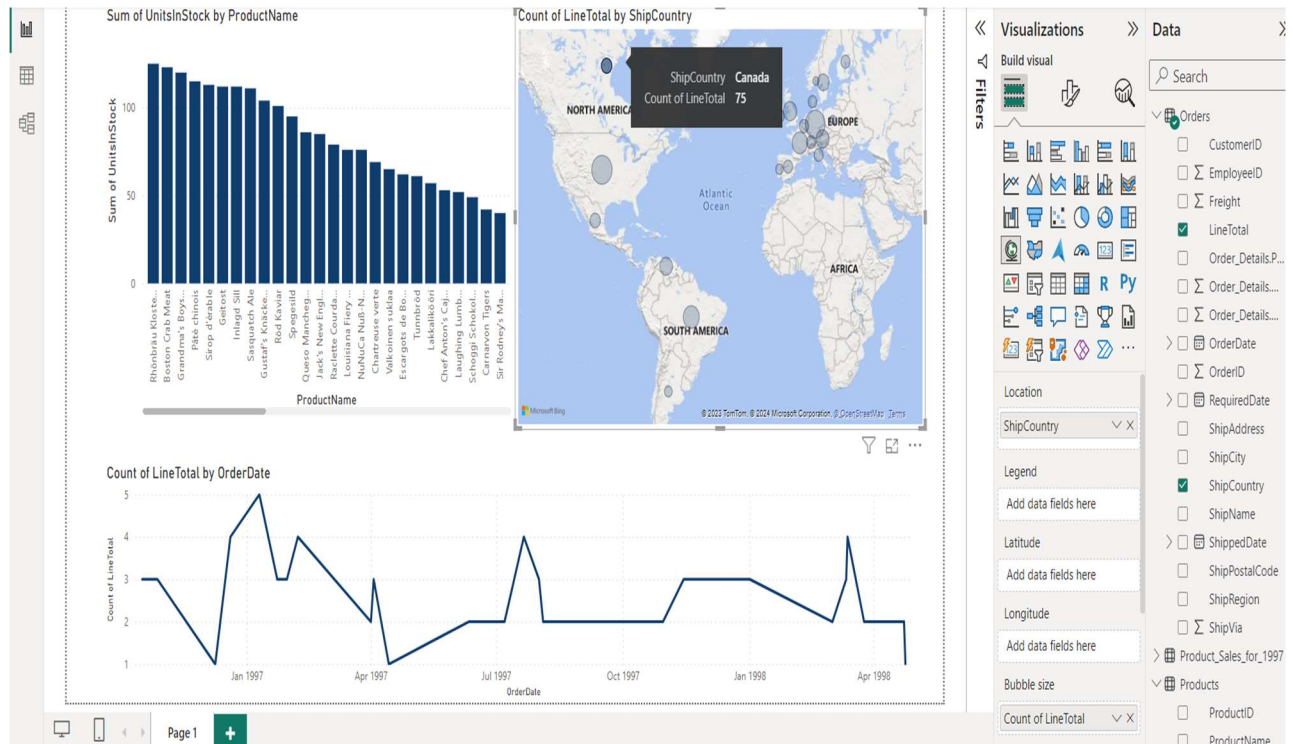 Sum of UnitsInStock by ProductName
Sum of UnitsInStock
100
50
0
Rhönbräu Kloste...
Boston Crab Meat
Grandma's Boys...
Pâté chinois
Sirop d'érable
Geitost
Inlagd Sill
Sasquatch Ale
Gustaf's Knäcke...
Röd Kaviar
Spegesild
Queso Mancheg...
Jack's New Engl...
Raclette Courda...
Louisiana Fiery ...
NuNuCa Nuß-N...
Chartreuse verte
Valkoinen suklaa
Escargots de Bo...
Tunnbröd
Lakkalikööri
Chef Anton's Caj...
Laughing Lumb...
Schoggi Schokol...
Carnarvon Tigers
Sir Rodney's Ma...
ProductName
Count of LineTotal by ShipCountry
ShipCountry Canada
Count of LineTotal 75
NORTH AMERICA
EUROPE
Atlantic
Ocean
AFRICA
SOUTH AMERICA
Microsoft Bing
© 2023 TomTom, © 2024 Microsoft Corporation, © OpenStreetMap Terms
Count of LineTotal by OrderDate
Count of LineTotal
5
4
3
2
1
Jan 1997
Apr 1997
Jul 1997
Oct 1997
Jan 1998
Apr 1998
OrderDate
Page 1
+
Filters
Visualizations
Build visual
123
R
Py
123
Location
ShipCountry
Legend
Add data fields here
Latitude
Add data fields here
Longitude
Add data fields here
Bubble size
Count of LineTotal
Data
Search
Orders
CustomerID
∑ EmployeeID
∑ Freight
LineTotal
Order_Details.P...
∑ Order_Details....
∑ Order_Details....
OrderDate
∑ OrderID
RequiredDate
ShipAddress
ShipCity
ShipCountry
ShipName
ShippedDate
ShipPostalCode
ShipRegion
∑ ShipVia
Product_Sales_for_1997
Products
ProductID
ProductName